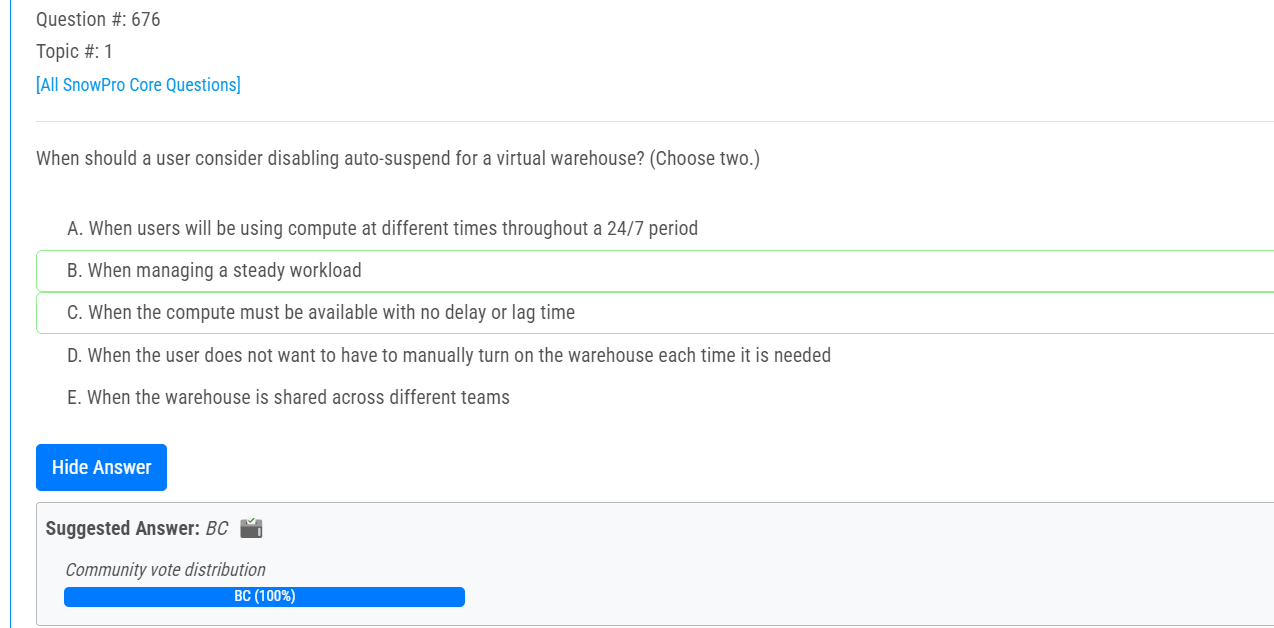 Question #: 676
Topic #: 1
[All SnowPro Core Questions]
When should a user consider disabling auto-suspend for a virtual warehouse? (Choose two.)
A. When users will be using compute at different times throughout a 24/7 period
B. When managing a steady workload
C. When the compute must be available with no delay or lag time
D. When the user does not want to have to manually turn on the warehouse each time it is needed
E. When the warehouse is shared across different teams
Hide Answer
Suggested Answer: BC
Community vote distribution
BC (100%)